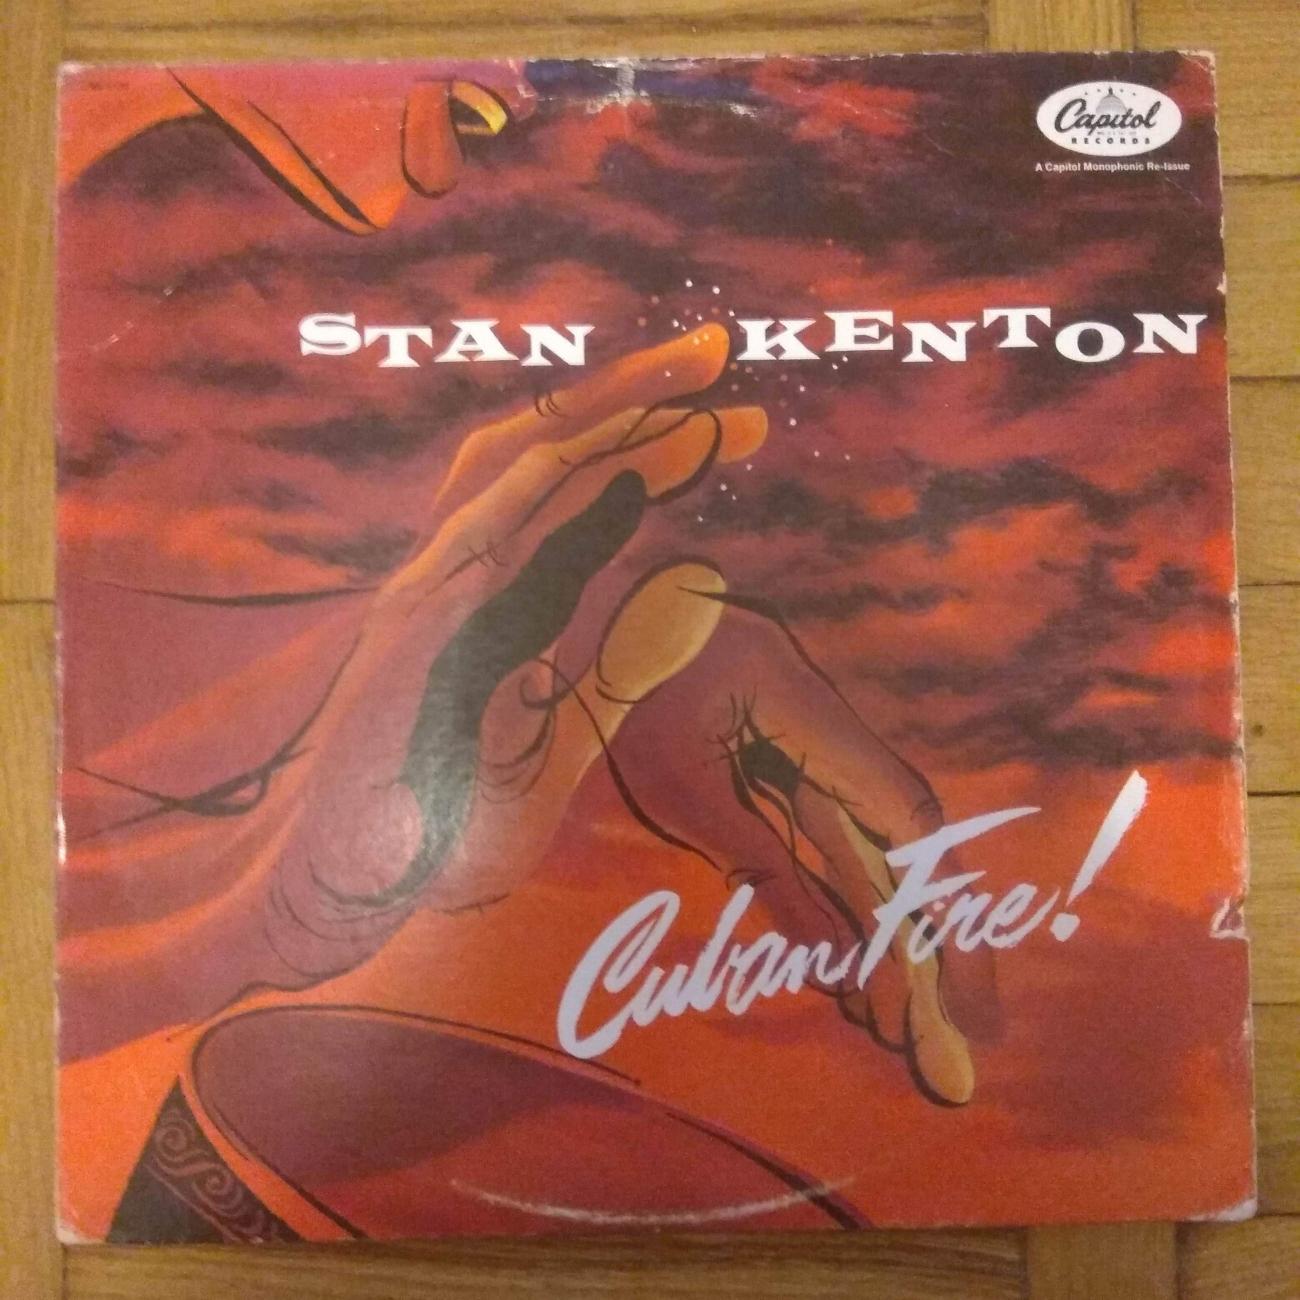 Capitol
RECORDS
A Capitol Monophonic Re-Issue
STAN KENTON
Cuban Fire!